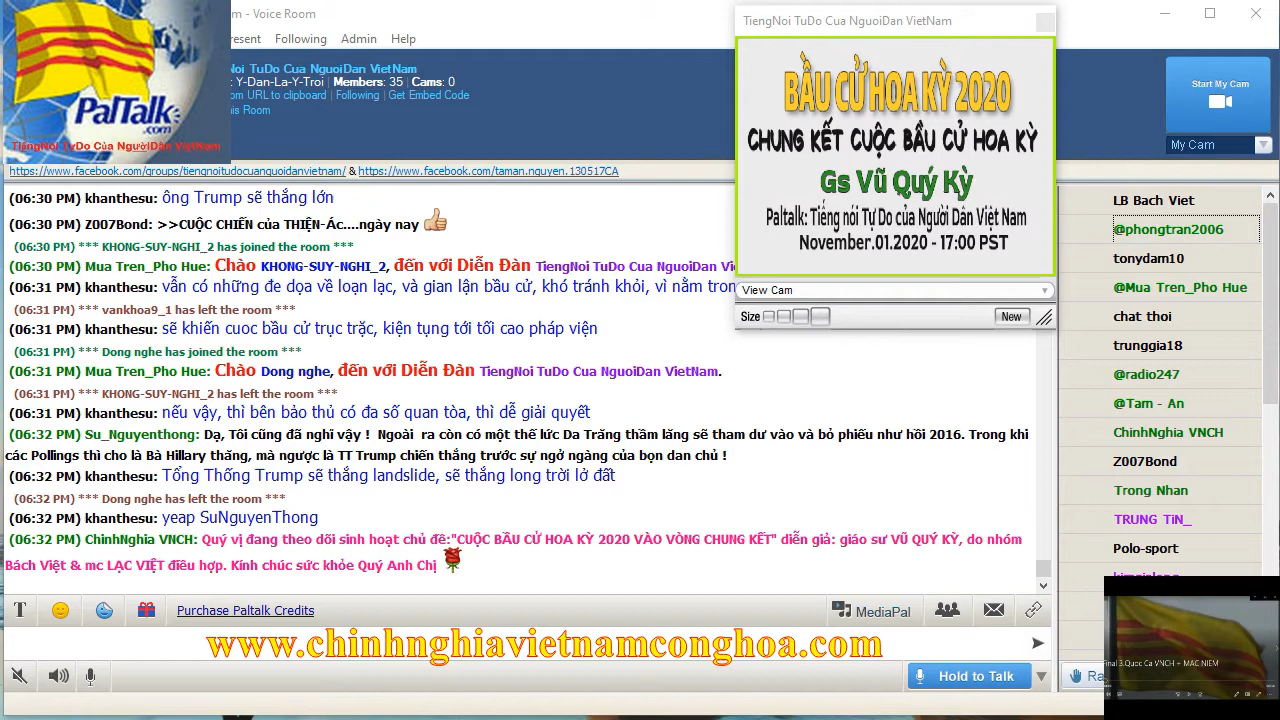 m - Voice Room
TiengNoi TuDo Cua NguoiDan VietNam
esent Following Admin Help
Noi TuDo Cua NguoiDan VietNam
: Y-Dan-La-Y-Troi | Members: 35 | Cams: 0
om URL to clipboard | Following | Get Embed Code
his Room
PalTalk
.com
TiếngNói TựDo Của NgườiDân ViệtNam
BẦU CỬ HOA KỲ 2020
CHUNG KẾT CUỘC BẦU CỬ HOA KỲ
Gs Vũ Quý Kỳ
Paltalk: Tiếng nói Tự Do của Người Dân Việt Nam
November.01.2020 - 17:00 PST
View Cam
Size
New
Start My Cam
My Cam
https://www.facebook.com/groups/tiengnoitudocuanguoidanvietnam/ & https://www.facebook.com/taman.nguyen.130517CA
(06:30 PM) khanthesu: ông Trump sẽ thắng lớn
(06:30 PM) Z007Bond: >>CUỘC CHIẾN của THIỆN-Ác....ngày nay
(06:30 PM) *** KHONG-SUY-NGHI_2 has joined the room ***
(06:30 PM) Mua Tren_Pho Hue: Chào KHONG-SUY-NGHI_2, đến với Diễn Đàn TiengNoi TuDo Cua NguoiDan Vie
(06:31 PM) khanthesu: vẫn có những đe dọa về loạn lạc, và gian lận bầu cử, khó tránh khỏi, vì nằm tron
(06:31 PM) *** vankhoa9_1 has left the room ***
(06:31 PM) khanthesu: sẽ khiến cuoc bầu cử trục trặc, kiện tụng tới tối cao pháp viện
(06:31 PM) *** Dong nghe has joined the room ***
(06:31 PM) Mua Tren_Pho Hue: Chào Dong nghe, đến với Diễn Đàn TiengNoi TuDo Cua NguoiDan VietNam.
(06:31 PM) *** KHONG-SUY-NGHI_2 has left the room ***
(06:31 PM) khanthesu: nếu vậy, thì bên bảo thủ có đa số quan tòa, thì dễ giải quyết
(06:32 PM) Su_Nguyenthong: Dạ, Tôi cũng đã nghĩ vậy ! Ngoài ra còn có một thế lức Da Trăng thầm lăng sẽ tham dư vào và bỏ phiếu như hồi 2016. Trong khi
các Pollings thì cho là Bà Hillary thăng, mà ngược là TT Trump chiến thắng trước sự ngở ngàng của bọn dan chủ !
(06:32 PM) khanthesu: Tổng Thống Trump sẽ thắng landslide, sẽ thắng long trời lở đất
(06:32 PM) *** Dong nghe has left the room ***
(06:32 PM) khanthesu: yeap SuNguyenThong
(06:32 PM) ChinhNghia VNCH: Quý vị đang theo dõi sinh hoạt chủ đề:"CUỘC BẦU CỬ HOA KỲ 2020 VÀO VÒNG CHUNG KẾT" diễn giả: giáo sư VŨ QUÝ KỲ, do nhóm
Bách Việt & mc LẠC VIỆT điều hợp. Kính chúc sức khỏe Quý Anh Chị
LB Bach Viet
@phongtran2006
tonydam10
@Mua Tren_Pho Hue
chat thoi
trunggia18
@radio247
@Tam - An
ChinhNghia VNCH
Z007Bond
Trong Nhan
TRUNG TiN_
Polo-sport
T
Purchase Paltalk Credits
MediaPal
www.chinhnghiavietnamconghoa.com
Hold to Talk
Ra
Final 3.Quoc Ca VNCH + MAC NIEM